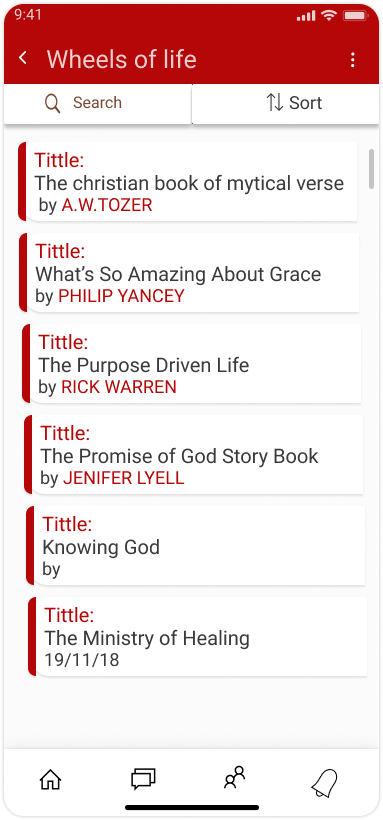 9:41
Wheels of life
Search
Sort
Tittle:
The christian book of mytical verse
by A.W.TOZER
Tittle:
What's So Amazing About Grace
by PHILIP YANCEY
Tittle:
The Purpose Driven Life
by RICK WARREN
Tittle:
The Promise of God Story Book
by JENIFER LYELL
Tittle:
Knowing God
by
Tittle:
The Ministry of Healing
19/11/18